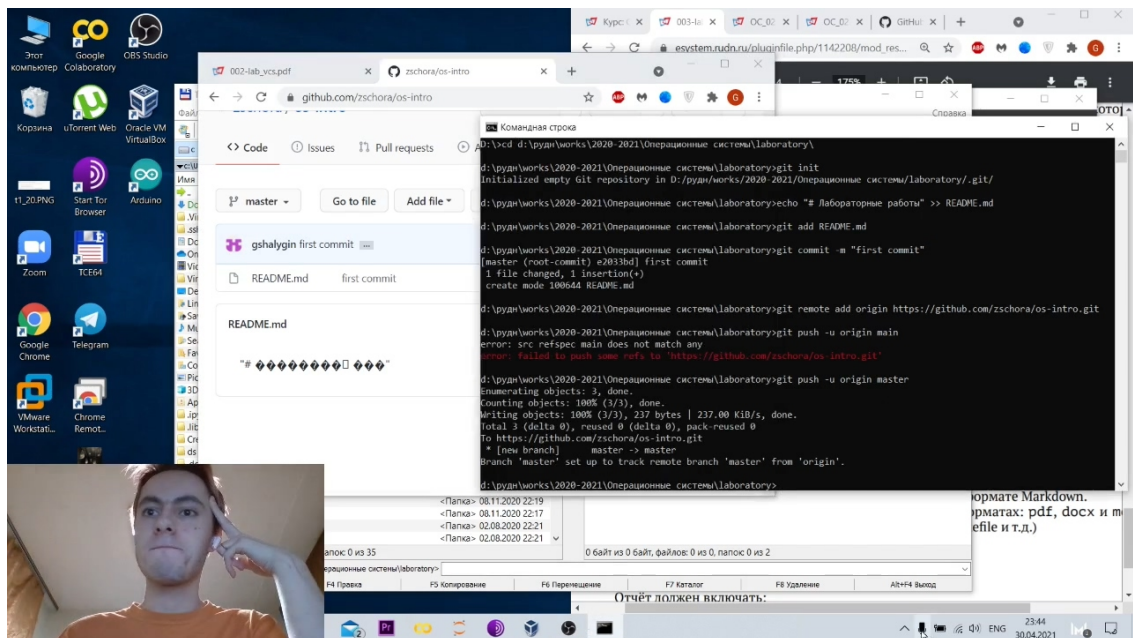 Этот компьютер
Google Colaboratory
OBS Studio
Корзина
uTorrent Web
Oracle VM VirtualBox
t1_20.PNG
Start Tor Browser
Arduino
Zoom
TCE64
Google Chrome
Telegram
VMware Workstati...
Chrome Remot...
003-la
OC_02
OC_02
GitHub
esystem.rudn.ru/pluginfile.php/1142208/mod_res...
175%
Справка
002-lab_vcs.pdf
zschora/os-intro
github.com/zschora/os-intro
Code
Issues
Pull requests
master
Go to file
Add file
gshalygin first commit
README.md first commit
README.md
"# �������� ���"
Командная строка
D:\>cd d:\рудн\works\2020-2021\Операционные системы\laboratory\
d:\рудн\works\2020-2021\Операционные системы\laboratory>git init
Initialized empty Git repository in D:/рудн/works/2020-2021/Операционные системы/laboratory/.git/
d:\рудн\works\2020-2021\Операционные системы\laboratory>echo "# Лабораторные работы" >> README.md
d:\рудн\works\2020-2021\Операционные системы\laboratory>git add README.md
d:\рудн\works\2020-2021\Операционные системы\laboratory>git commit -m "first commit"
[master (root-commit) e2033bd] first commit
1 file changed, 1 insertion(+)
create mode 100644 README.md
d:\рудн\works\2020-2021\Операционные системы\laboratory>git remote add origin https://github.com/zschora/os-intro.git
d:\рудн\works\2020-2021\Операционные системы\laboratory>git push -u origin main
error: src refspec main does not match any
error: failed to push some refs to 'https://github.com/zschora/os-intro.git'
d:\рудн\works\2020-2021\Операционные системы\laboratory>git push -u origin master
Enumerating objects: 3, done.
Counting objects: 100% (3/3), done.
Writing objects: 100% (3/3), 237 bytes | 237.00 KiB/s, done.
Total 3 (delta 0), reused 0 (delta 0), pack-reused 0
To https://github.com/zschora/os-intro.git
* [new branch] master -> master
Branch 'master' set up to track remote branch 'master' from 'origin'.
d:\рудн\works\2020-2021\Операционные системы\laboratory>
<Папка> 08.11.2020 22:19
<Папка> 08.11.2020 22:17
<Папка> 02.08.2020 22:21
<Папка> 02.08.2020 22:21
0 из 35
0 байт из 0 байт, файлов: 0 из 0, папок: 0 из 2
системы\laboratory>
F4 Правка
F5 Копирование
F6 Перемещение
F7 Каталог
F8 Удаление
Alt+F4 Выход
Markdown.
pdf, docx и
и т.д.)
Отчёт должен включать:
ENG
23:44
30.04.2021